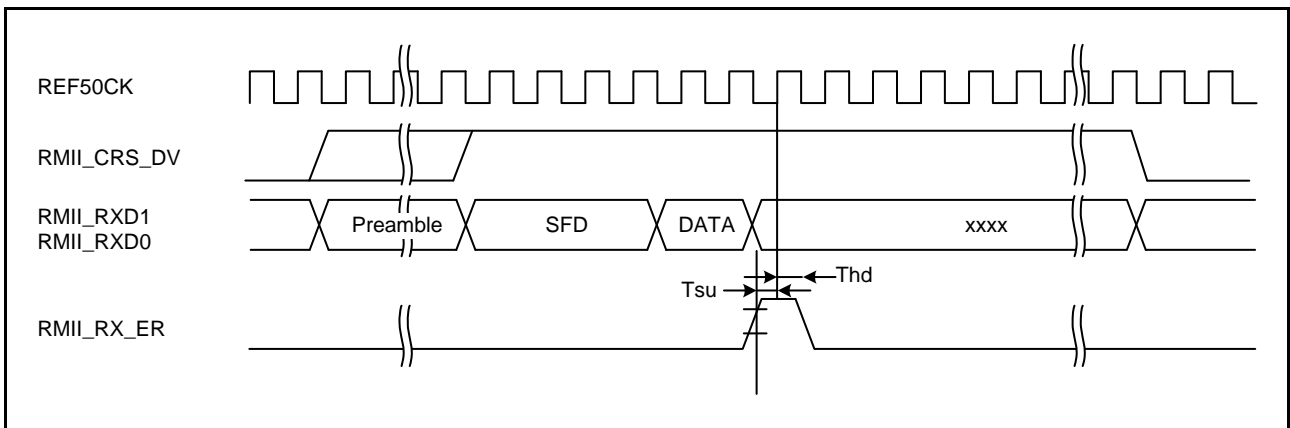 REF50CK
RMII_CRS_DV
RMII_RXD1
RMII_RXD0
Preamble SFD DATA xxxx
Tsu Thd
RMII_RX_ER